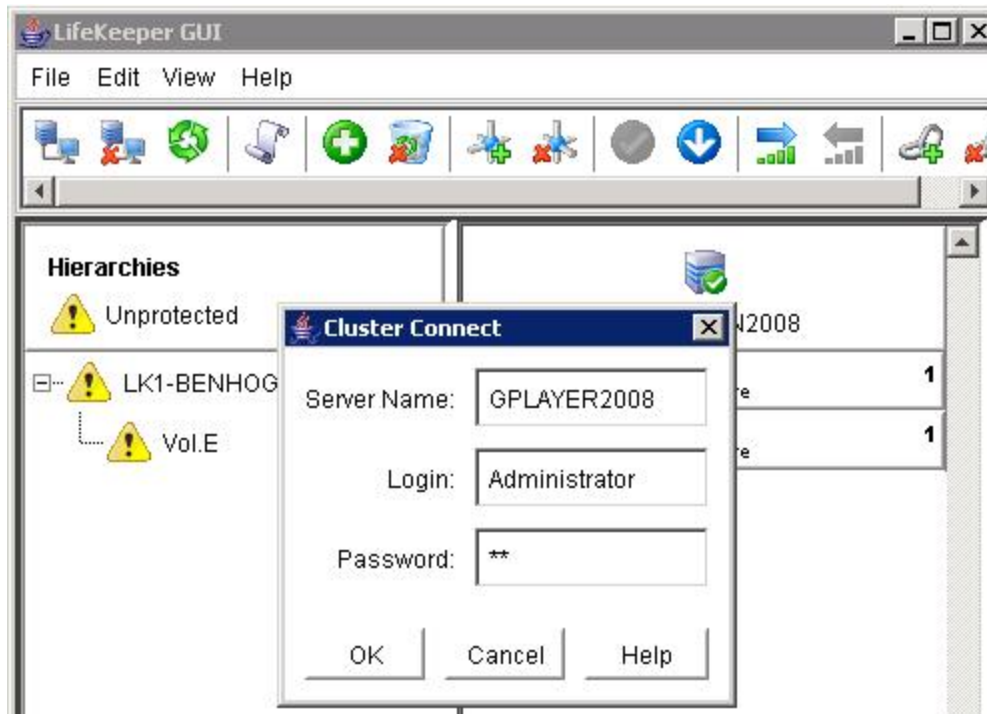 LifeKeeper GUI
File Edit View Help
Hierarchies
Unprotected
N2008
LK1-BENHOG
Vol.E
1
1
Cluster Connect
Server Name: GPLAYER2008
Login: Administrator
Password: **
OK Cancel Help